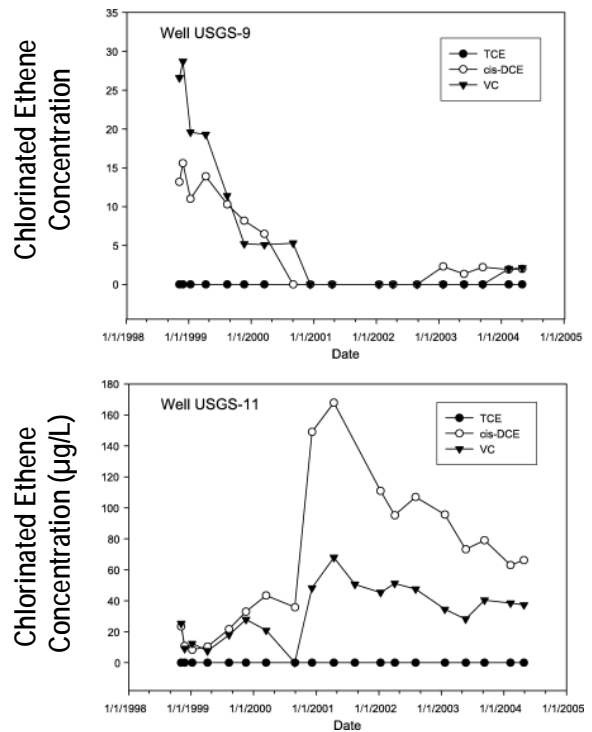 Well USGS-9
TCE
cis-DCE
VC
Chlorinated Ethene
Concentration
35
30
25
20
15
10
5
0
1/1/1998 1/1/1999 1/1/2000 1/1/2001 1/1/2002 1/1/2003 1/1/2004 1/1/2005
Date
Well USGS-11
TCE
cis-DCE
VC
Chlorinated Ethene
Concentration (µg/L)
180
160
140
120
100
80
60
40
20
0
1/1/1998 1/1/1999 1/1/2000 1/1/2001 1/1/2002 1/1/2003 1/1/2004 1/1/2005
Date